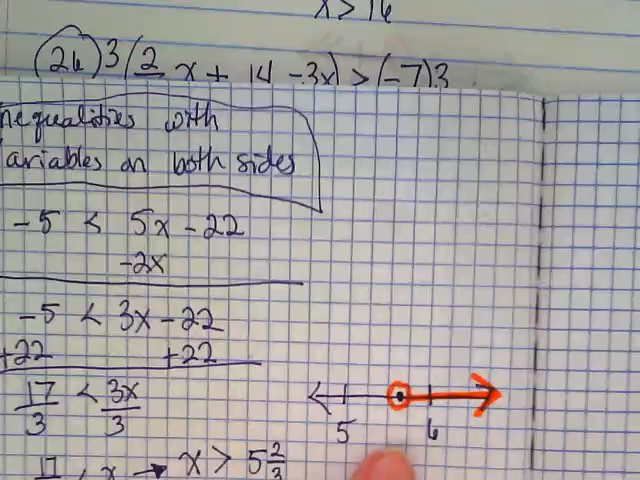 x > 16
(26) 3(2 x + 14 - 3x) > (-7)3
nequalities with
ariables on both sides
-5 < 5x - 22
-2x
-5 < 3x - 22
+22 +22
17/3 < 3x/3
5 6
17 < x → x > 5 2/3